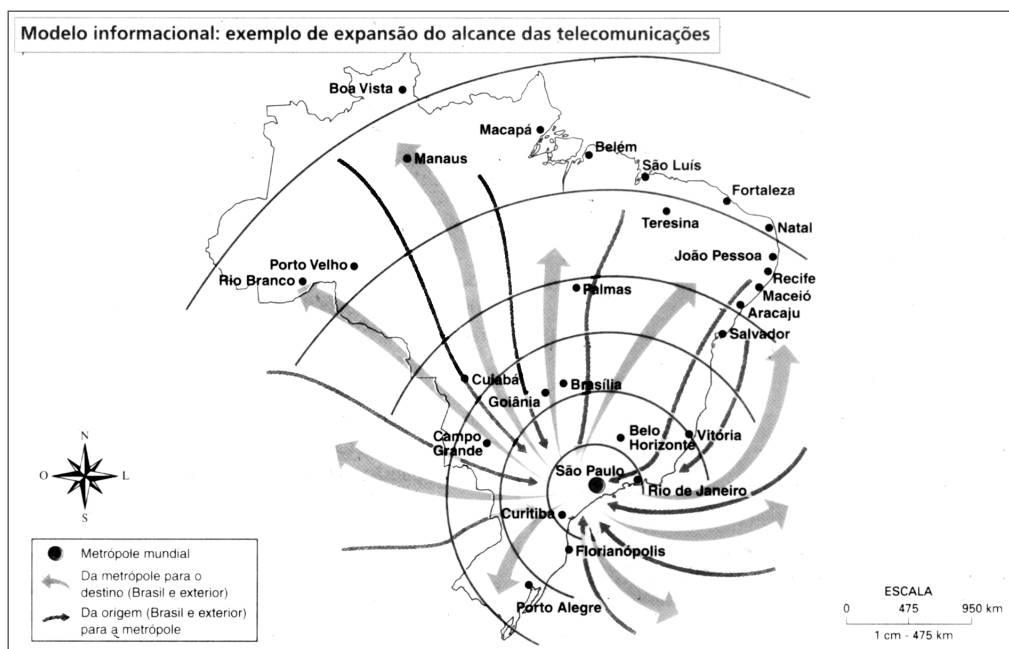 Modelo informacional: exemplo de expansão do alcance das telecomunicações
Boa Vista
Macapá
Manaus
Belém
São Luís
Fortaleza
Teresina
Natal
João Pessoa
Porto Velho
Recife
Rio Branco
Palmas
Maceió
Aracaju
Salvador
Cuiabá
Brasília
Goiânia
Belo
Horizonte
Vitória
Campo
Grande
São Paulo
Rio de Janeiro
Curitiba
Florianópolis
Porto Alegre
N
O
L
S
Metrópole mundial
Da metrópole para o
destino (Brasil e exterior)
Da origem (Brasil e exterior)
para a metrópole
ESCALA
0 475 950 km
1 cm - 475 km